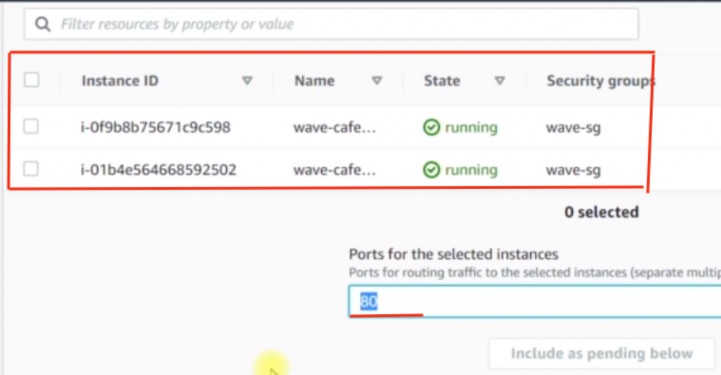 Filter resources by property or value
Instance ID Name State Security groups
i-0f9b8b75671c9c598 wave-cafe... running wave-sg
i-01b4e564668592502 wave-cafe... running wave-sg
0 selected
Ports for the selected instances
Ports for routing traffic to the selected instances (separate multip
80
Include as pending below